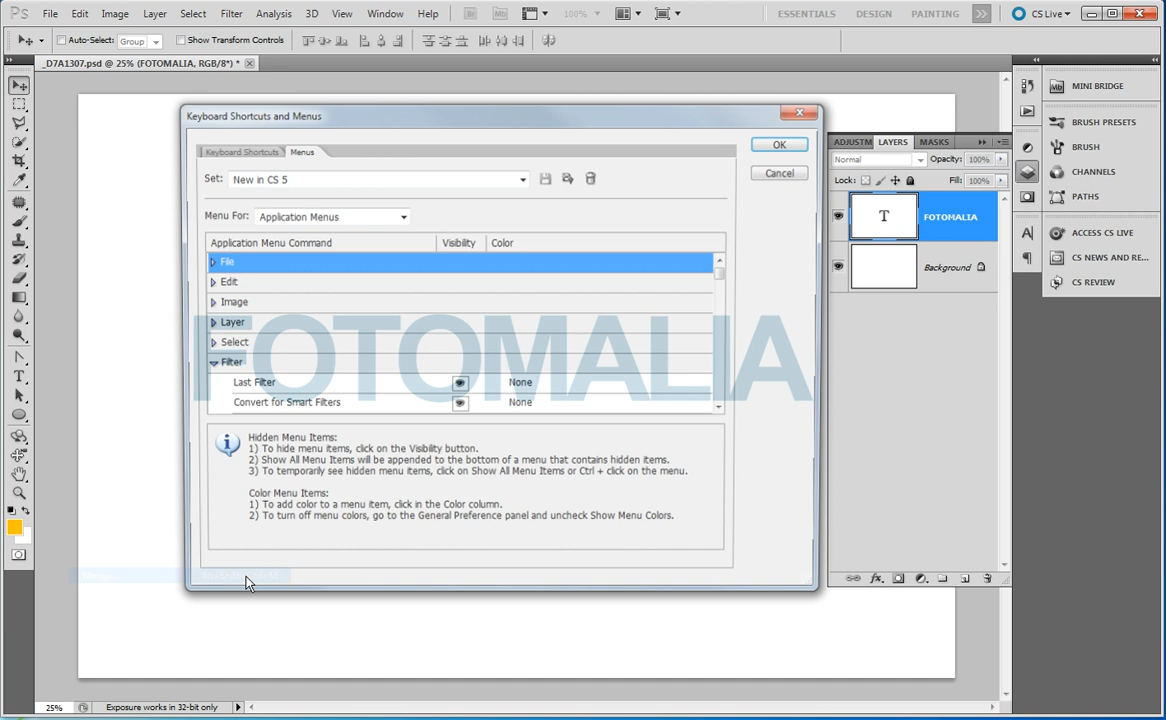 Ps File Edit Image Layer Select Filter Analysis 3D View Window Help Br Mb 100% ESSENTIALS DESIGN PAINTING CS Live
Auto-Select: Group Show Transform Controls
_D7A1307.psd @ 25% (FOTOMALIA, RGB/8*) *
Keyboard Shortcuts and Menus
Keyboard Shortcuts Menus
OK
Set: New in CS 5
Cancel
Menu For: Application Menus
Application Menu Command Visibility Color
File
Edit
Image
Layer
Select
Filter
Last Filter None
Convert for Smart Filters None
FOTOMALIA
Hidden Menu Items:
1) To hide menu items, click on the Visibility button.
2) Show All Menu Items will be appended to the bottom of a menu that contains hidden items.
3) To temporarily see hidden menu items, click on Show All Menu Items or Ctrl + click on the menu.
Color Menu Items:
1) To add color to a menu item, click in the Color column.
2) To turn off menu colors, go to the General Preference panel and uncheck Show Menu Colors.
ADJUSTM LAYERS MASKS
Normal Opacity: 100%
Lock: Fill: 100%
T FOTOMALIA
Background
fx
Mb MINI BRIDGE
BRUSH PRESETS
BRUSH
CHANNELS
PATHS
ACCESS CS LIVE
CS NEWS AND RE...
CS REVIEW
25% Exposure works in 32-bit only